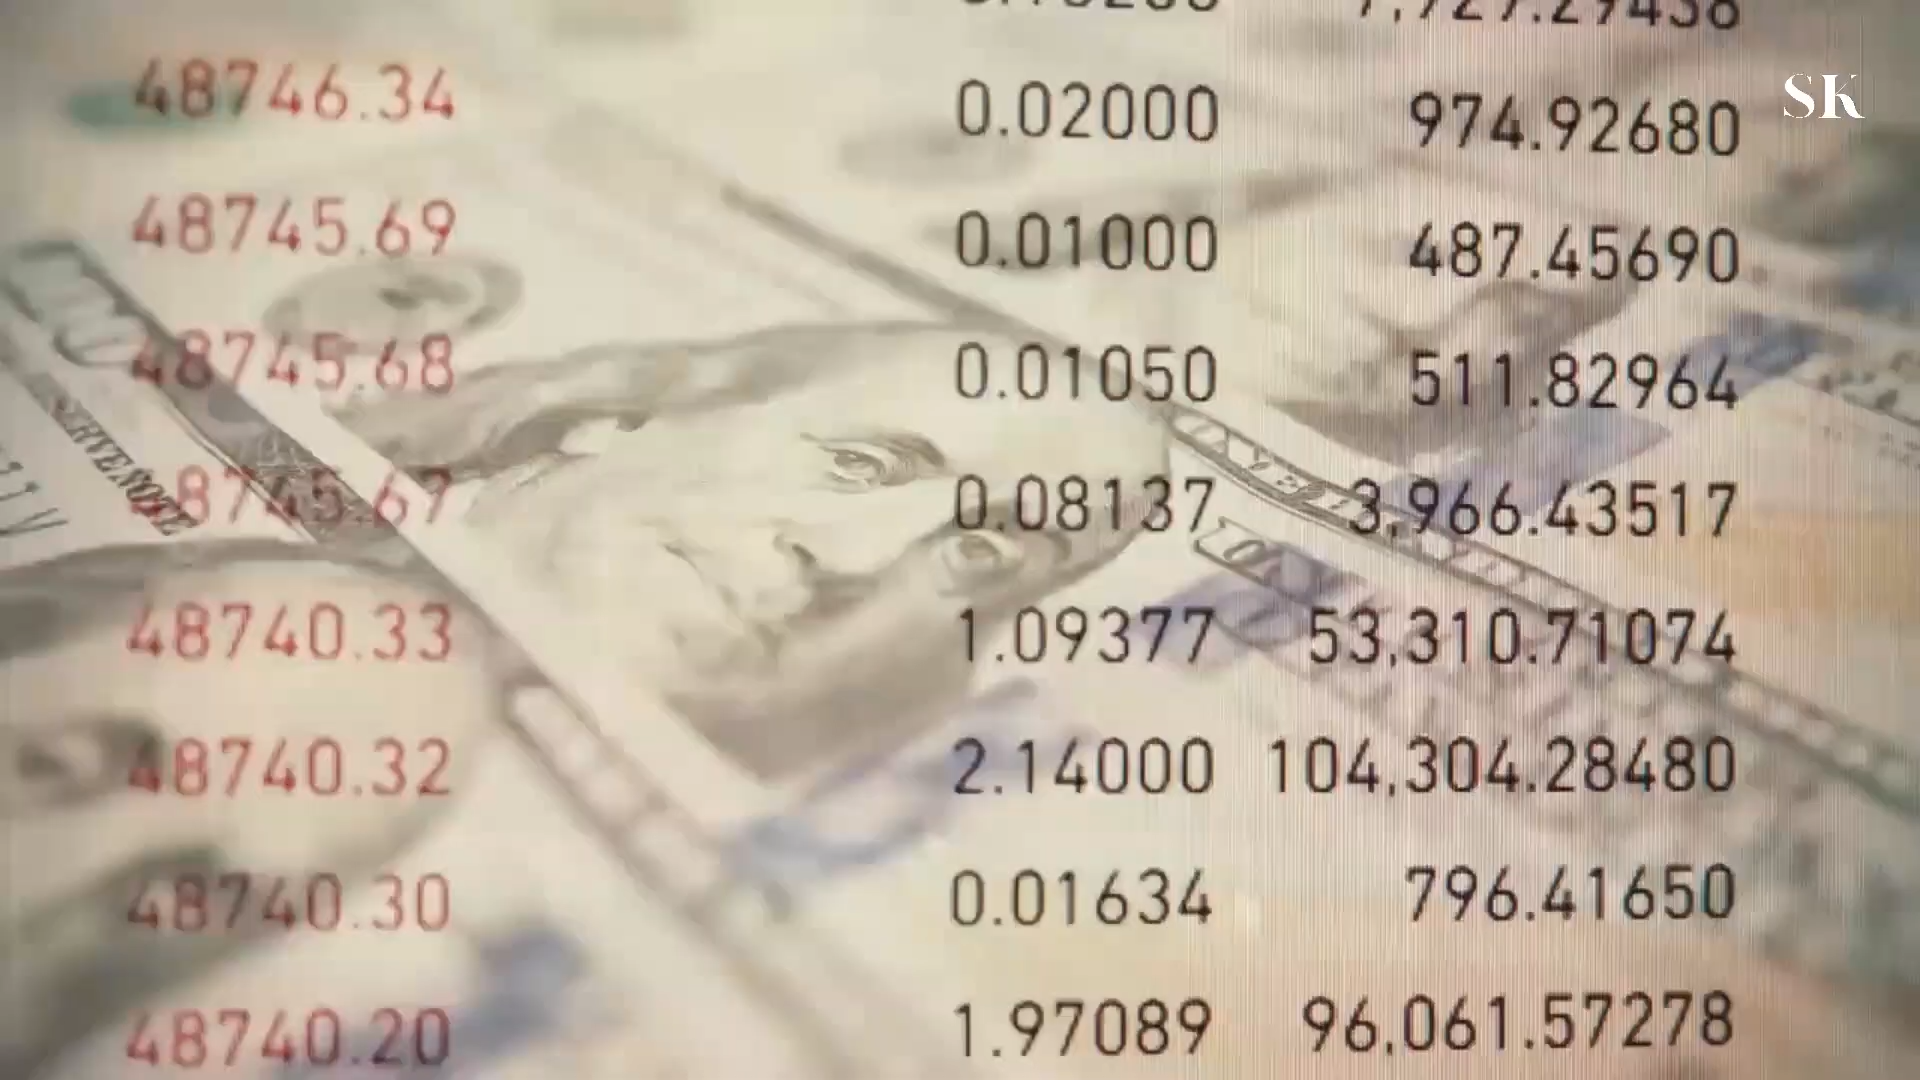 48746.34 0.02000 974.92680
SK
48745.69 0.01000 487.45690
48745.68 0.01050 511.82964
8745.67 0.08137 3,966.43517
48740.33 1.09377 53,310.71074
48740.32 2.14000 104,304.28480
48740.30 0.01634 796.41650
48740.20 1.97089 96,061.57278